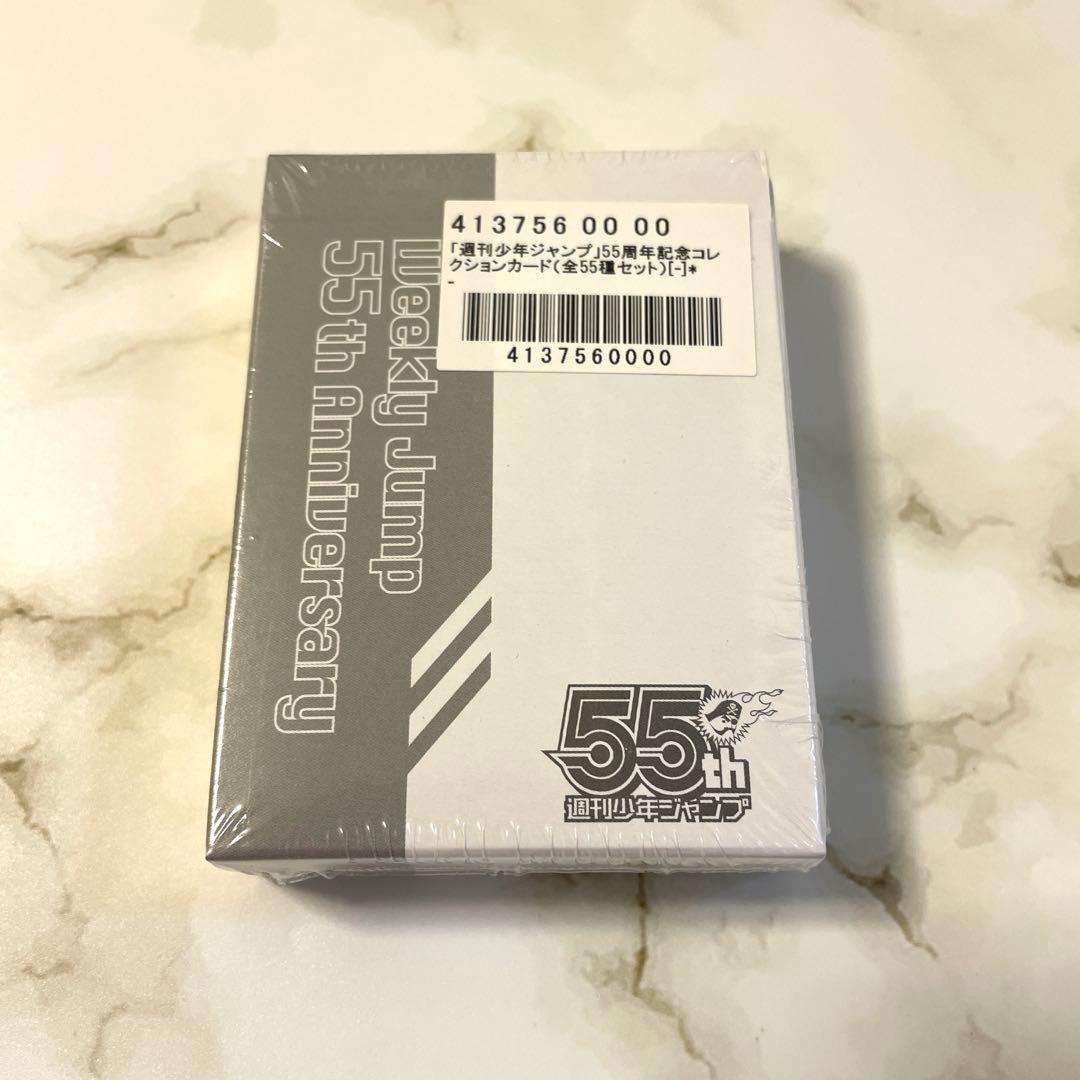 413756 00 00
「週刊少年ジャンプ」55周年記念コレ
クションカード(全55種セット)[-]*
-
4137560000
Weekly Jump
55th Anniversary
55th
週刊少年ジャンプ